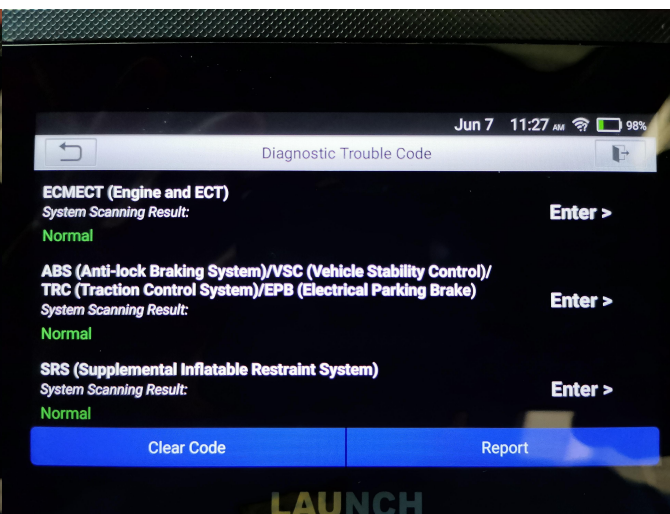 Jun 7 11:27 AM 98%
Diagnostic Trouble Code
ECMECT (Engine and ECT)
System Scanning Result:
Enter >
Normal
ABS (Anti-lock Braking System)/VSC (Vehicle Stability Control)/
TRC (Traction Control System)/EPB (Electrical Parking Brake)
Enter >
System Scanning Result:
Normal
SRS (Supplemental Inflatable Restraint System)
System Scanning Result:
Enter >
Normal
Clear Code Report
LAUNCH